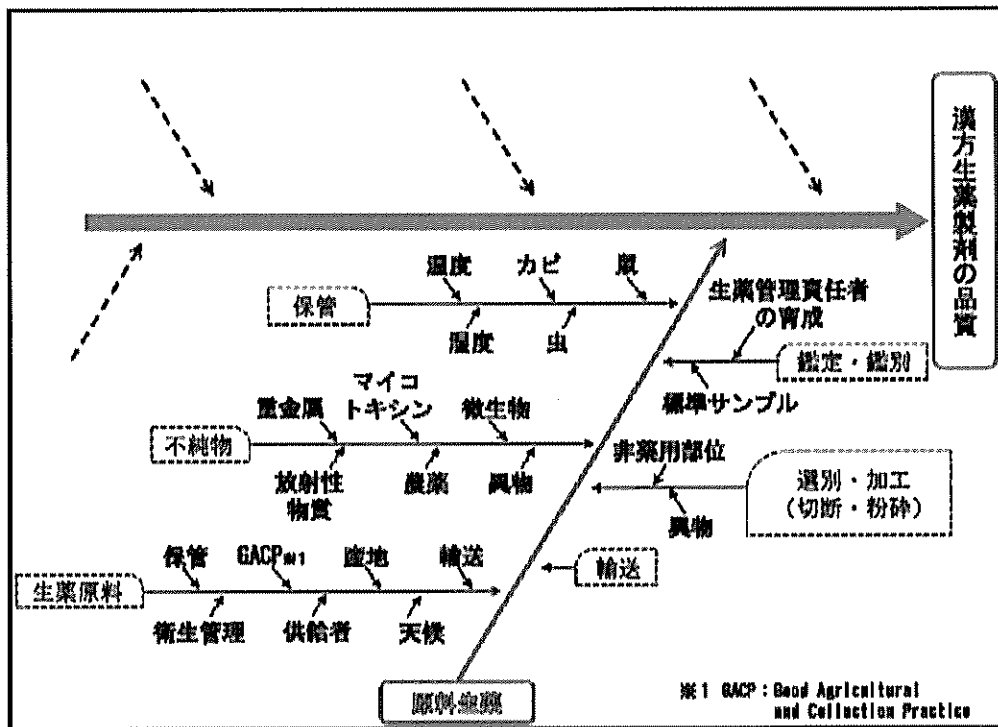 漢方生薬製剤の品質
温度
カビ
鼠
保管
湿度
虫
生薬管理責任者
の育成
鑑定・鑑別
標準サンプル
重金属
マイコ
トキシン
微生物
不純物
放射性
物質
農薬
異物
非薬用部位
選別・加工
(切断・粉砕)
異物
輸送
保管
GACP※1
産地
輸送
生薬原料
衛生管理
供給者
天候
原料生薬
※1 GACP:Good Agricultural
and Collection Practice